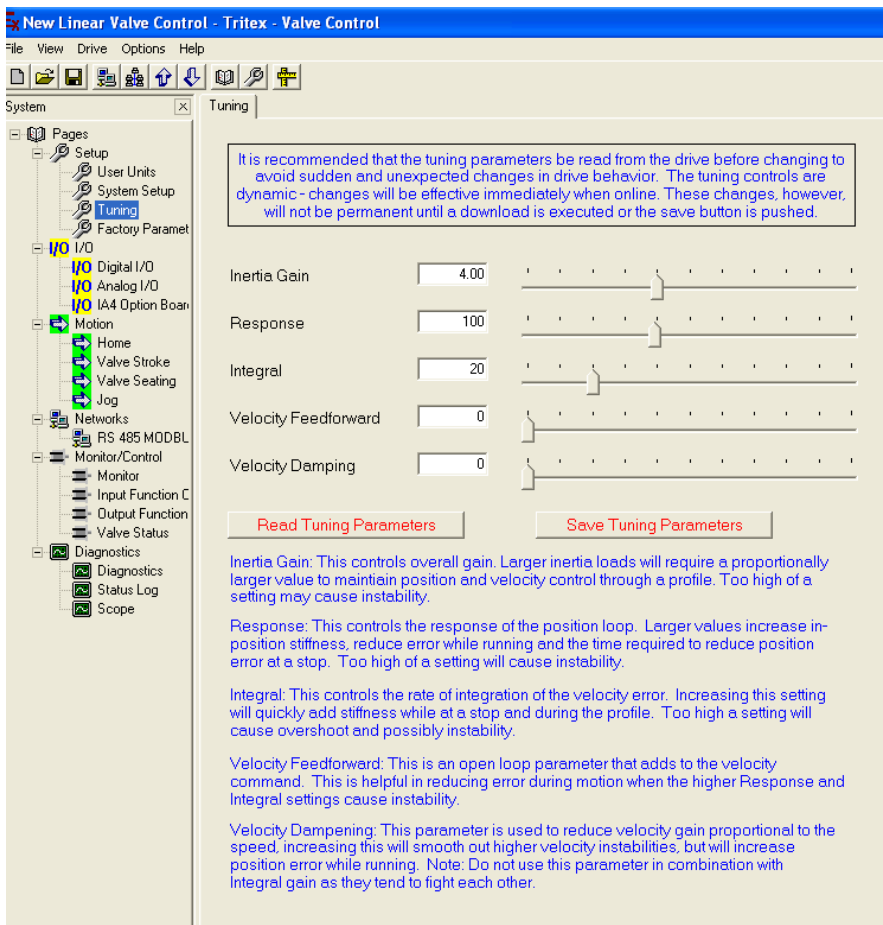 New Linear Valve Control - Tritex - Valve Control
File View Drive Options Help
System
Tuning
Pages
Setup
User Units
System Setup
Tuning
Factory Paramet
I/O I/O
I/O Digital I/O
I/O Analog I/O
I/O IA4 Option Boar
Motion
Home
Valve Stroke
Valve Seating
Jog
Networks
RS 485 MODBL
Monitor/Control
Monitor
Input Function C
Output Function
Valve Status
Diagnostics
Diagnostics
Status Log
Scope
It is recommended that the tuning parameters be read from the drive before changing to
avoid sudden and unexpected changes in drive behavior. The tuning controls are
dynamic - changes will be effective immediately when online. These changes, however,
will not be permanent until a download is executed or the save button is pushed.
Inertia Gain 4.00
Response 100
Integral 20
Velocity Feedforward 0
Velocity Damping 0
Read Tuning Parameters Save Tuning Parameters
Inertia Gain: This controls overall gain. Larger inertia loads will require a proportionally
larger value to maintiain position and velocity control through a profile. Too high of a
setting may cause instability.
Response: This controls the response of the position loop. Larger values increase in-
position stiffness, reduce error while running and the time required to reduce position
error at a stop. Too high of a setting will cause instability.
Integral: This controls the rate of integration of the velocity error. Increasing this setting
will quickly add stiffness while at a stop and during the profile. Too high a setting will
cause overshoot and possibly instability.
Velocity Feedforward: This is an open loop parameter that adds to the velocity
command. This is helpful in reducing error during motion when the higher Response and
Integral settings cause instability.
Velocity Dampening: This parameter is used to reduce velocity gain proportional to the
speed, increasing this will smooth out higher velocity instabilities, but will increase
position error while running. Note: Do not use this parameter in combination with
Integral gain as they tend to fight each other.